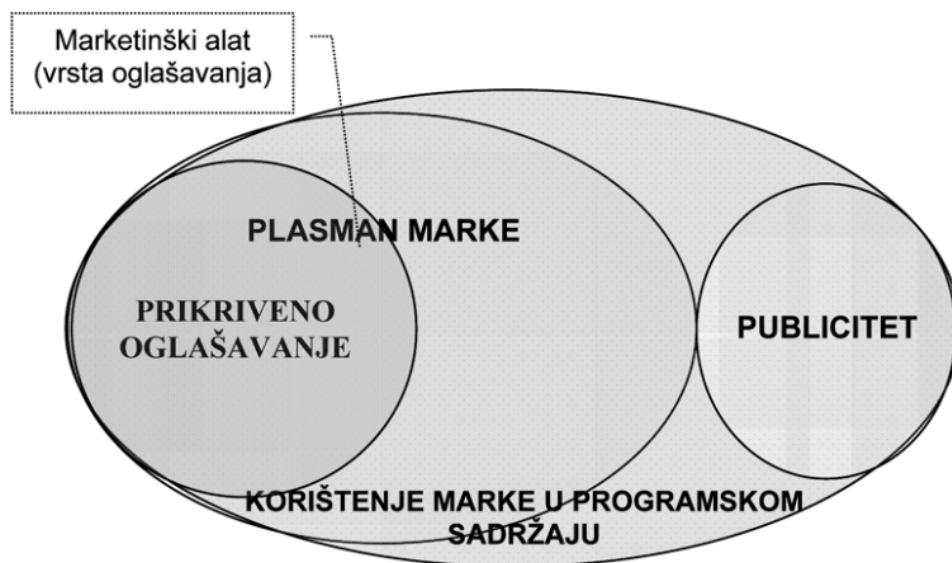 Marketinški alat
(vrsta oglašavanja)
PLASMAN MARKE
PRIKRIVENO
OGLAŠAVANJE
PUBLICITET
KORIŠTENJE MARKE U PROGRAMSKOM
SADRŽAJU